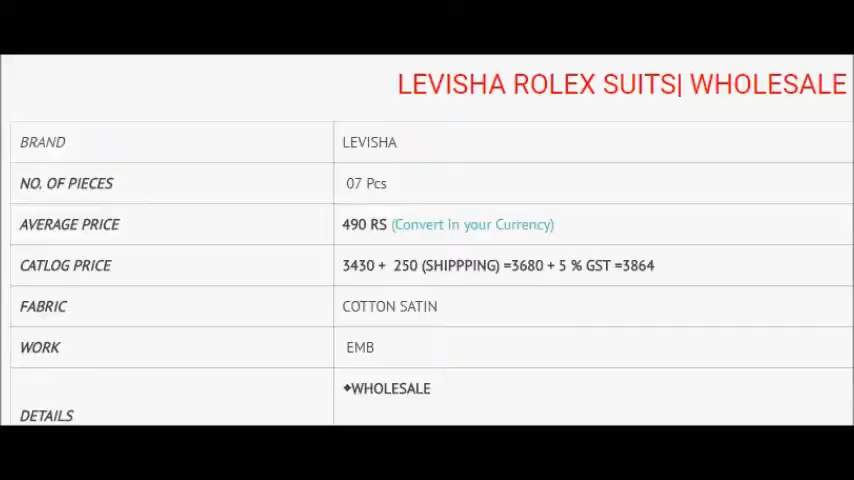 LEVISHA ROLEX SUITS| WHOLESALE
BRAND LEVISHA
NO. OF PIECES 07 Pcs
AVERAGE PRICE 490 RS (Convert in your Currency)
CATLOG PRICE 3430 + 250 (SHIPPPING) =3680 + 5 % GST =3864
FABRIC COTTON SATIN
WORK EMB
◆WHOLESALE
DETAILS